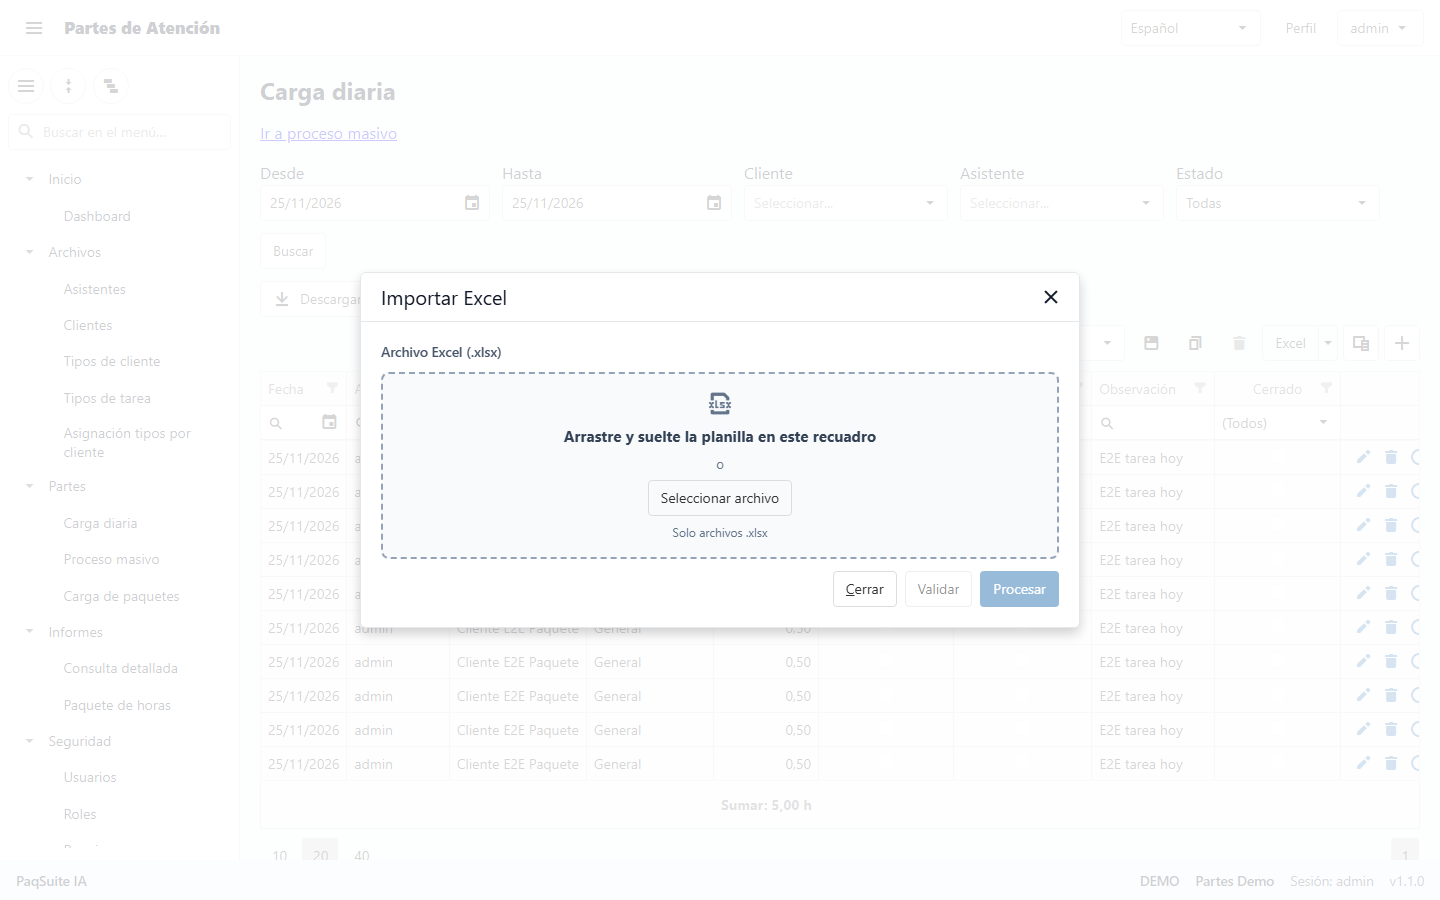 Partes de Atención
Español
Perfil
admin
Buscar en el menú...
Inicio
Dashboard
Archivos
Asistentes
Clientes
Tipos de cliente
Tipos de tarea
Asignación tipos por
cliente
Partes
Carga diaria
Proceso masivo
Carga de paquetes
Informes
Consulta detallada
Paquete de horas
Seguridad
Usuarios
Roles
Carga diaria
Ir a proceso masivo
Desde
Hasta
Cliente
Asistente
Estado
25/11/2026
25/11/2026
Seleccionar...
Seleccionar...
Todas
Buscar
Descargar
Importar Excel
Archivo Excel (.xlsx)
xlsx
Arrastre y suelte la planilla en este recuadro
o
Seleccionar archivo
Solo archivos .xlsx
Cerrar
Validar
Procesar
Excel
Fecha
Observación
Cerrado
(Todos)
25/11/2026 E2E tarea hoy
25/11/2026 E2E tarea hoy
25/11/2026 E2E tarea hoy
25/11/2026 E2E tarea hoy
25/11/2026 E2E tarea hoy
25/11/2026 admin Cliente E2E Paquete General 0,50 E2E tarea hoy
25/11/2026 admin Cliente E2E Paquete General 0,50 E2E tarea hoy
25/11/2026 admin Cliente E2E Paquete General 0,50 E2E tarea hoy
25/11/2026 admin Cliente E2E Paquete General 0,50 E2E tarea hoy
25/11/2026 admin Cliente E2E Paquete General 0,50 E2E tarea hoy
Sumar: 5,00 h
10 20 40
1
PaqSuite IA
DEMO
Partes Demo
Sesión: admin
v1.1.0